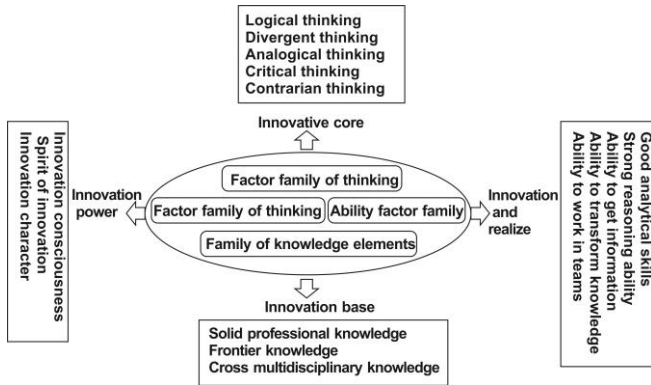 Logical thinking
Divergent thinking
Analogical thinking
Critical thinking
Contrarian thinking
Innovative core
Innovation consciousness
Spirit of innovation
Innovation character
Innovation
power
Factor family of thinking
Factor family of thinking
Ability factor family
Family of knowledge elements
Innovation
and
realize
Good analytical skills
Strong reasoning ability
Ability to get information
Ability to transform knowledge
Ability to work in teams
Innovation base
Solid professional knowledge
Frontier knowledge
Cross multidisciplinary knowledge